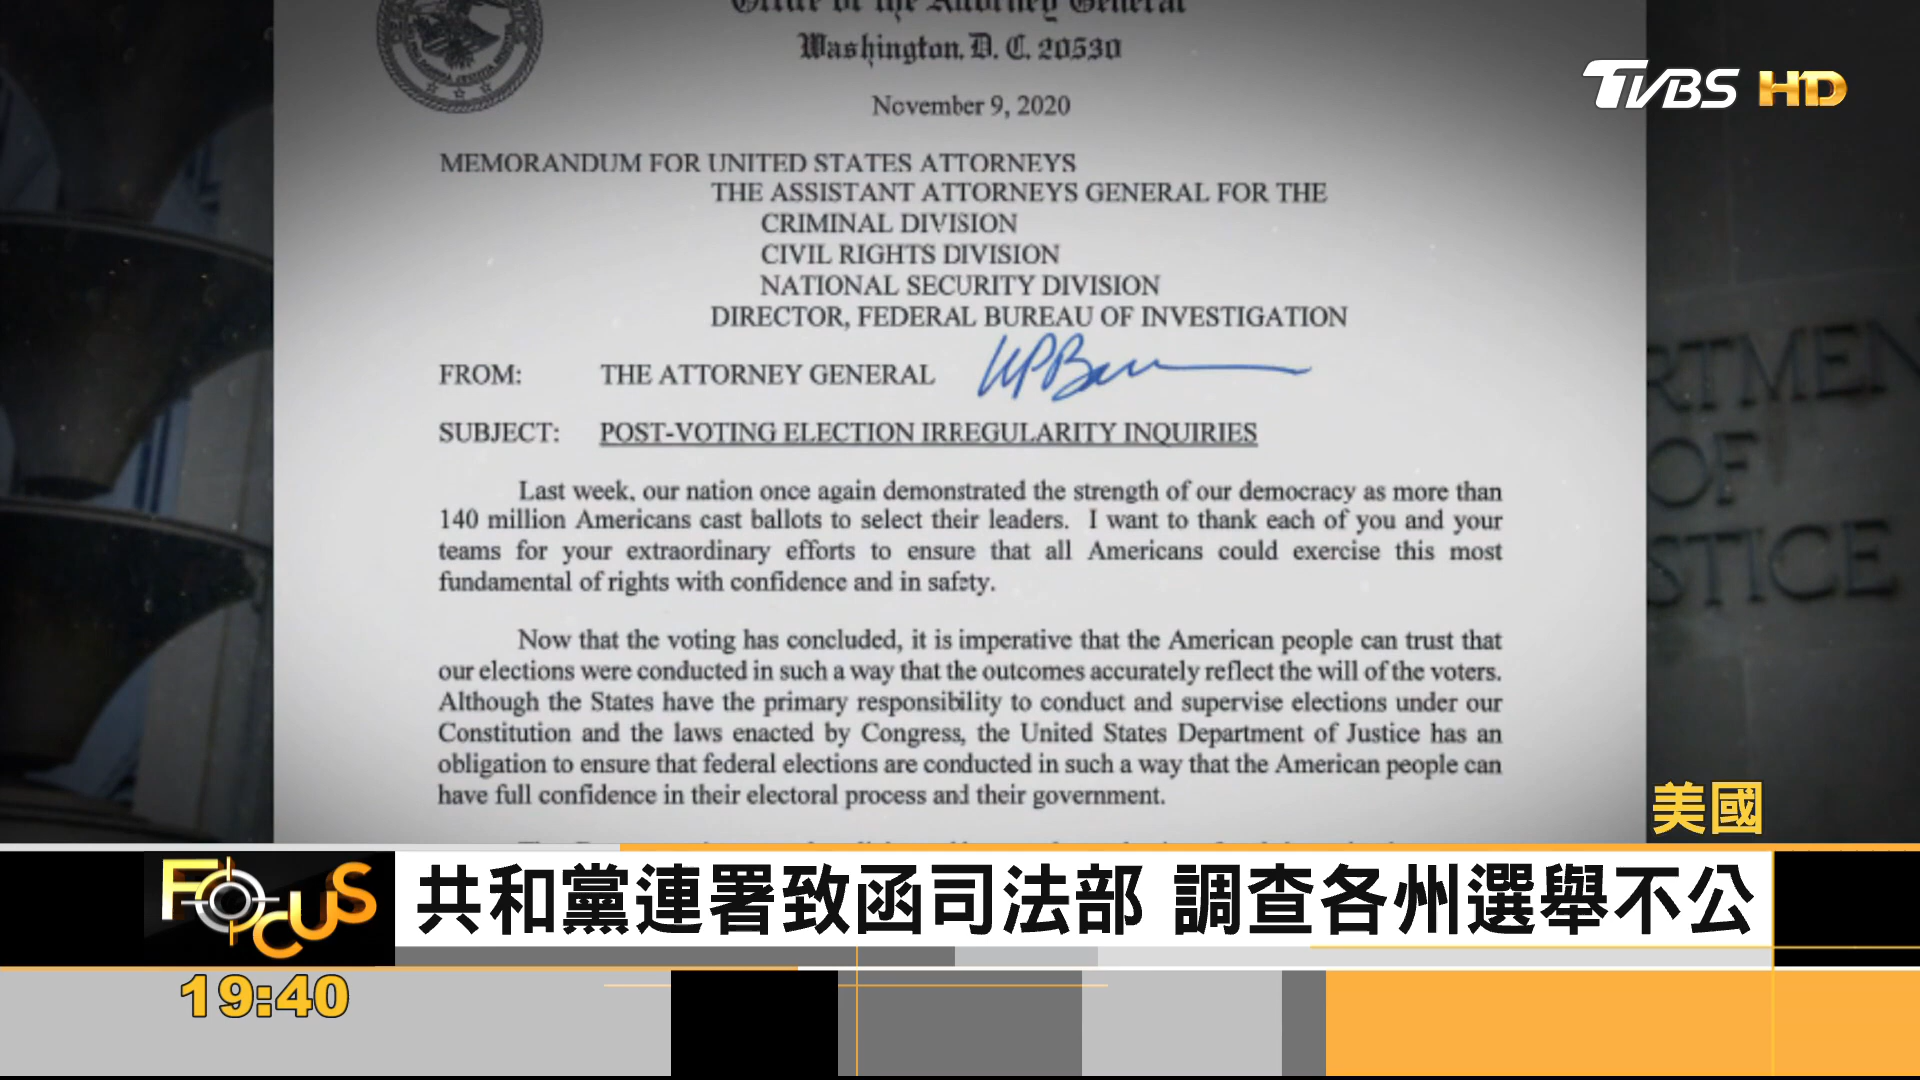 Office of the Attorney General
Washington, D. C. 20530
November 9, 2020
TVBS HD
MEMORANDUM FOR UNITED STATES ATTORNEYS
THE ASSISTANT ATTORNEYS GENERAL FOR THE
CRIMINAL DIVISION
CIVIL RIGHTS DIVISION
NATIONAL SECURITY DIVISION
DIRECTOR, FEDERAL BUREAU OF INVESTIGATION
FROM: THE ATTORNEY GENERAL
SUBJECT: POST-VOTING ELECTION IRREGULARITY INQUIRIES
Last week, our nation once again demonstrated the strength of our democracy as more than
140 million Americans cast ballots to select their leaders. I want to thank each of you and your
teams for your extraordinary efforts to ensure that all Americans could exercise this most
fundamental of rights with confidence and in safety.
Now that the voting has concluded, it is imperative that the American people can trust that
our elections were conducted in such a way that the outcomes accurately reflect the will of the voters.
Although the States have the primary responsibility to conduct and supervise elections under our
Constitution and the laws enacted by Congress, the United States Department of Justice has an
obligation to ensure that federal elections are conducted in such a way that the American people can
have full confidence in their electoral process and their government.
RTMEN
OF
STICE
美國
FOCUS
共和黨連署致函司法部 調查各州選舉不公
19:40